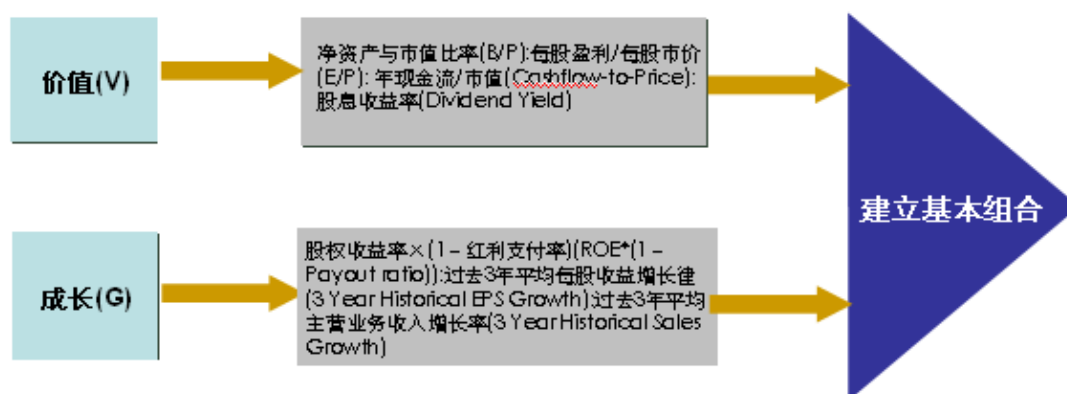 价值(V)
净资产与市值比率(B/P):每股盈利/每股市价
(E/P): 年现金流/市值(Cashflow-to-Price):
股息收益率(Dividend Yield)
建立基本组合
成长(G)
股权收益率×(1 – 红利支付率)(ROE*(1 –
Payout ratio)):过去3年平均每股收益增长律
(3 Year Historical EPS Growth):过去3年平均
主营业务收入增长率(3 Year Historical Sales
Growth)